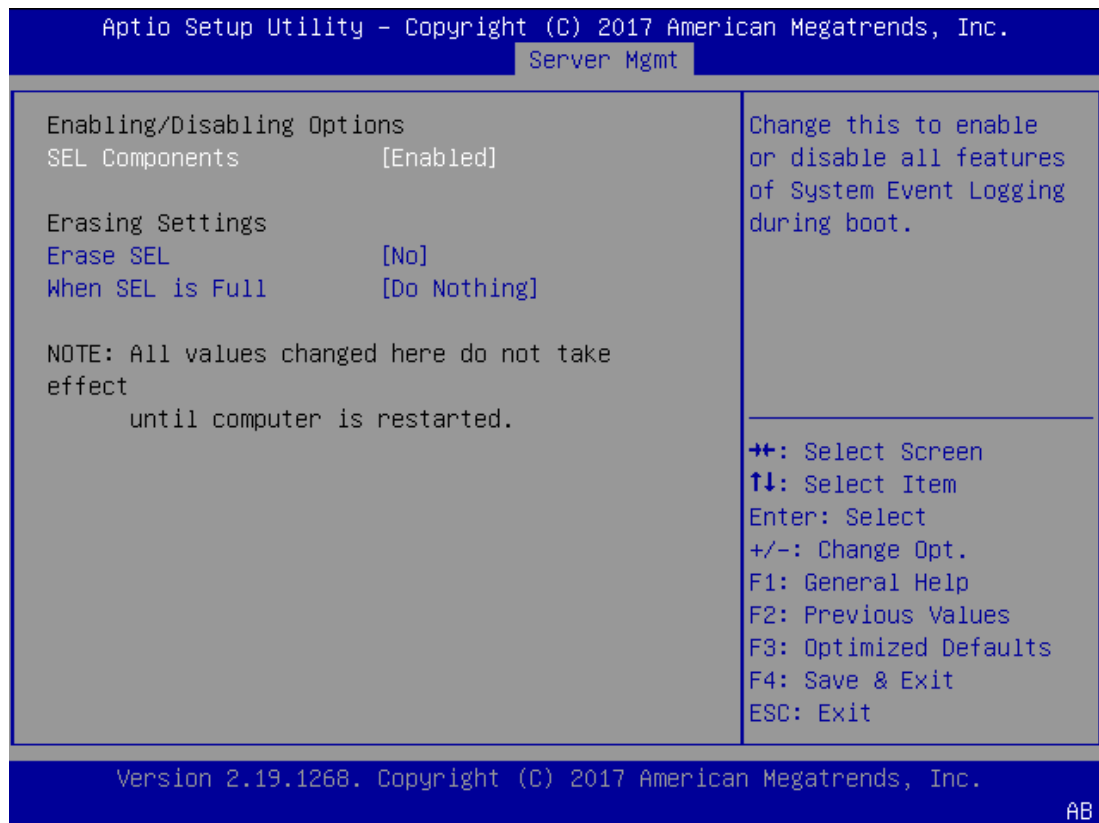 Aptio Setup Utility – Copyright (C) 2017 American Megatrends, Inc.
Server Mgmt
Enabling/Disabling Options
SEL Components [Enabled]
Erasing Settings
Erase SEL [No]
When SEL is Full [Do Nothing]
NOTE: All values changed here do not take
effect
until computer is restarted.
Change this to enable
or disable all features
of System Event Logging
during boot.
→←: Select Screen
↑↓: Select Item
Enter: Select
+/-: Change Opt.
F1: General Help
F2: Previous Values
F3: Optimized Defaults
F4: Save & Exit
ESC: Exit
Version 2.19.1268. Copyright (C) 2017 American Megatrends, Inc.
AB